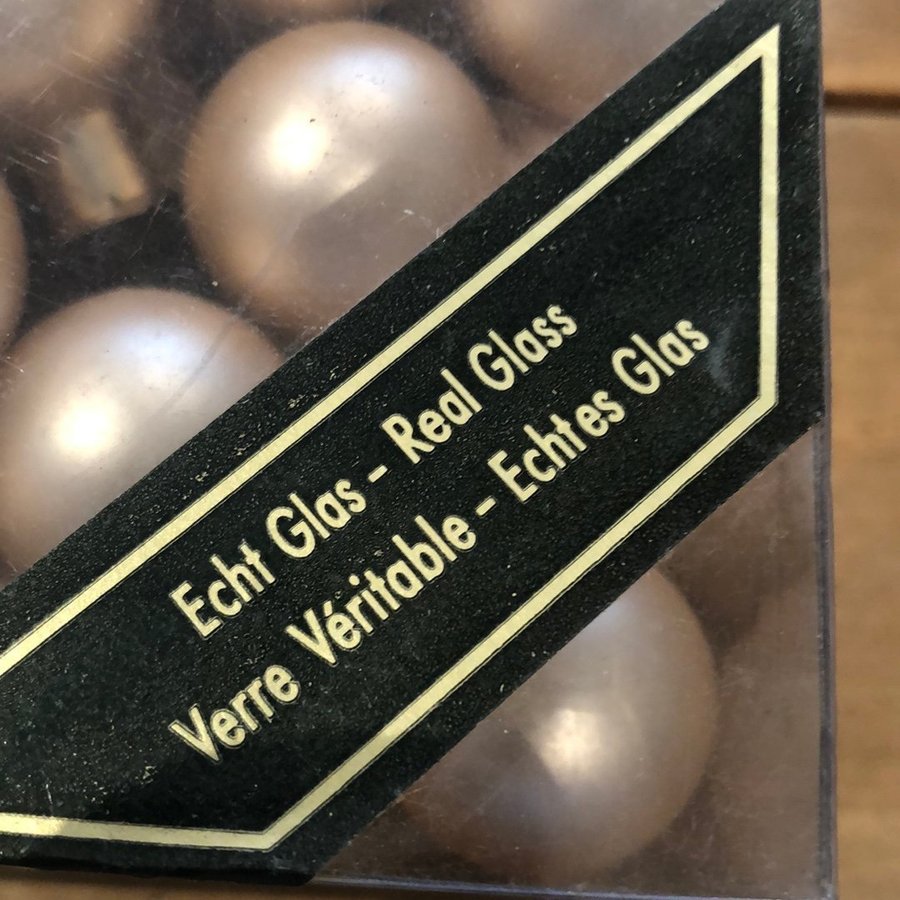 Echt Glas - Real Glass
Verre Véritable - Echtes Glas